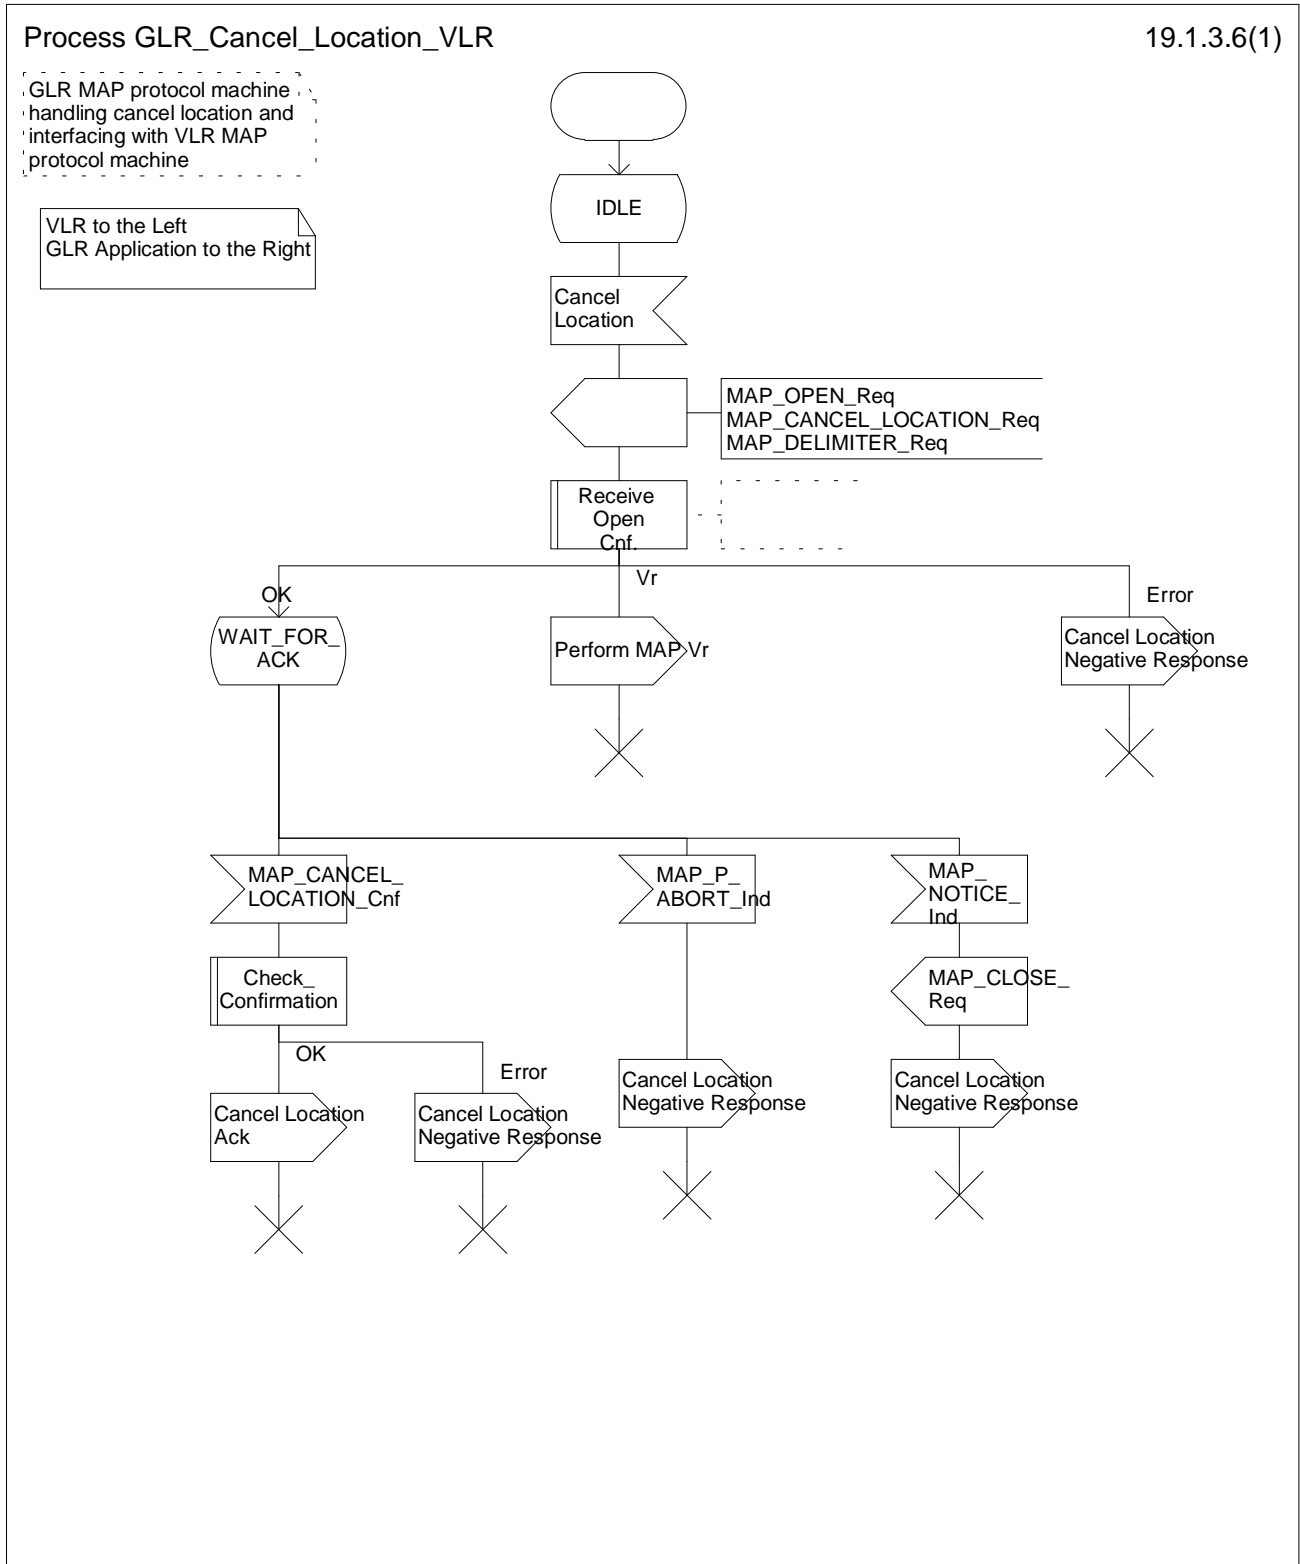 Process GLR_Cancel_Location_VLR
19.1.3.6(1)
GLR MAP protocol machine
handling cancel location and
interfacing with VLR MAP
protocol machine
VLR to the Left
GLR Application to the Right
IDLE
Cancel
Location
MAP_OPEN_Req
MAP_CANCEL_LOCATION_Req
MAP_DELIMITER_Req
Receive
Open
Cnf.
OK
Vr
Error
WAIT_FOR_
ACK
Perform MAP Vr
Cancel Location
Negative Response
MAP_CANCEL_
LOCATION_Cnf
MAP_P_
ABORT_Ind
MAP_
NOTICE_
Ind
Check_
Confirmation
MAP_CLOSE_
Req
OK
Error
Cancel Location
Ack
Cancel Location
Negative Response
Cancel Location
Negative Response
Cancel Location
Negative Response